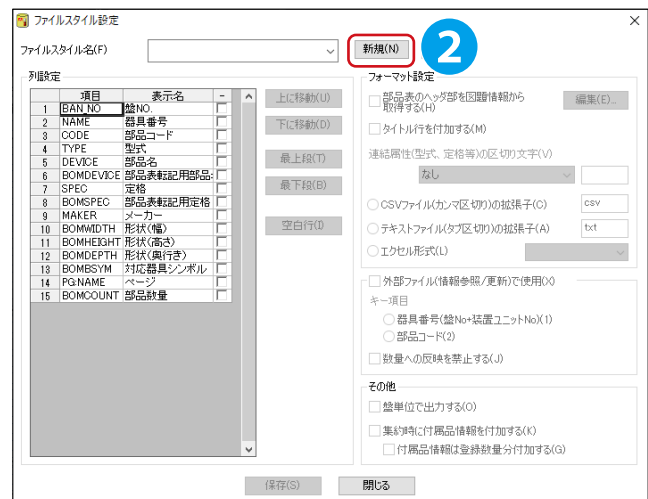 ファイルスタイル設定
ファイルスタイル名(F)
新規(N)
2
列設定
項目 表示名 -
1 BAN_NO 盤NO.
2 NAME 器具番号
3 CODE 部品コード
4 TYPE 型式
5 DEVICE 部品名
6 BOMDEVICE 部品表転記用部品:
7 SPEC 定格
8 BOMSPEC 部品表転記用定格
9 MAKER メーカー
10 BOMWIDTH 形状(幅)
11 BOMHEIGHT 形状(高さ)
12 BOMDEPTH 形状(奥行き)
13 BOMBSYM 対応器具シンボル
14 PG:NAME ページ
15 BOMCOUNT 部品数量
上に移動(U)
下に移動(D)
最上段(T)
最下段(B)
空白行(I)
フォーマット設定
部品表のヘッダ部を図題情報から
取得する(H)
編集(E)...
タイトル行を付加する(M)
連結属性(型式、定格等)の区切り文字(V)
なし
CSVファイル(カンマ区切り)の拡張子(C) csv
テキストファイル(タブ区切り)の拡張子(A) txt
エクセル形式(L)
外部ファイル(情報参照/更新)で使用(X)
キー項目
器具番号(盤No+装置ユニットNo)(1)
部品コード(2)
数量への反映を禁止する(J)
その他
盤単位で出力する(O)
集約時に付属品情報を付加する(K)
付属品情報は登録数量分付加する(G)
保存(S)
閉じる